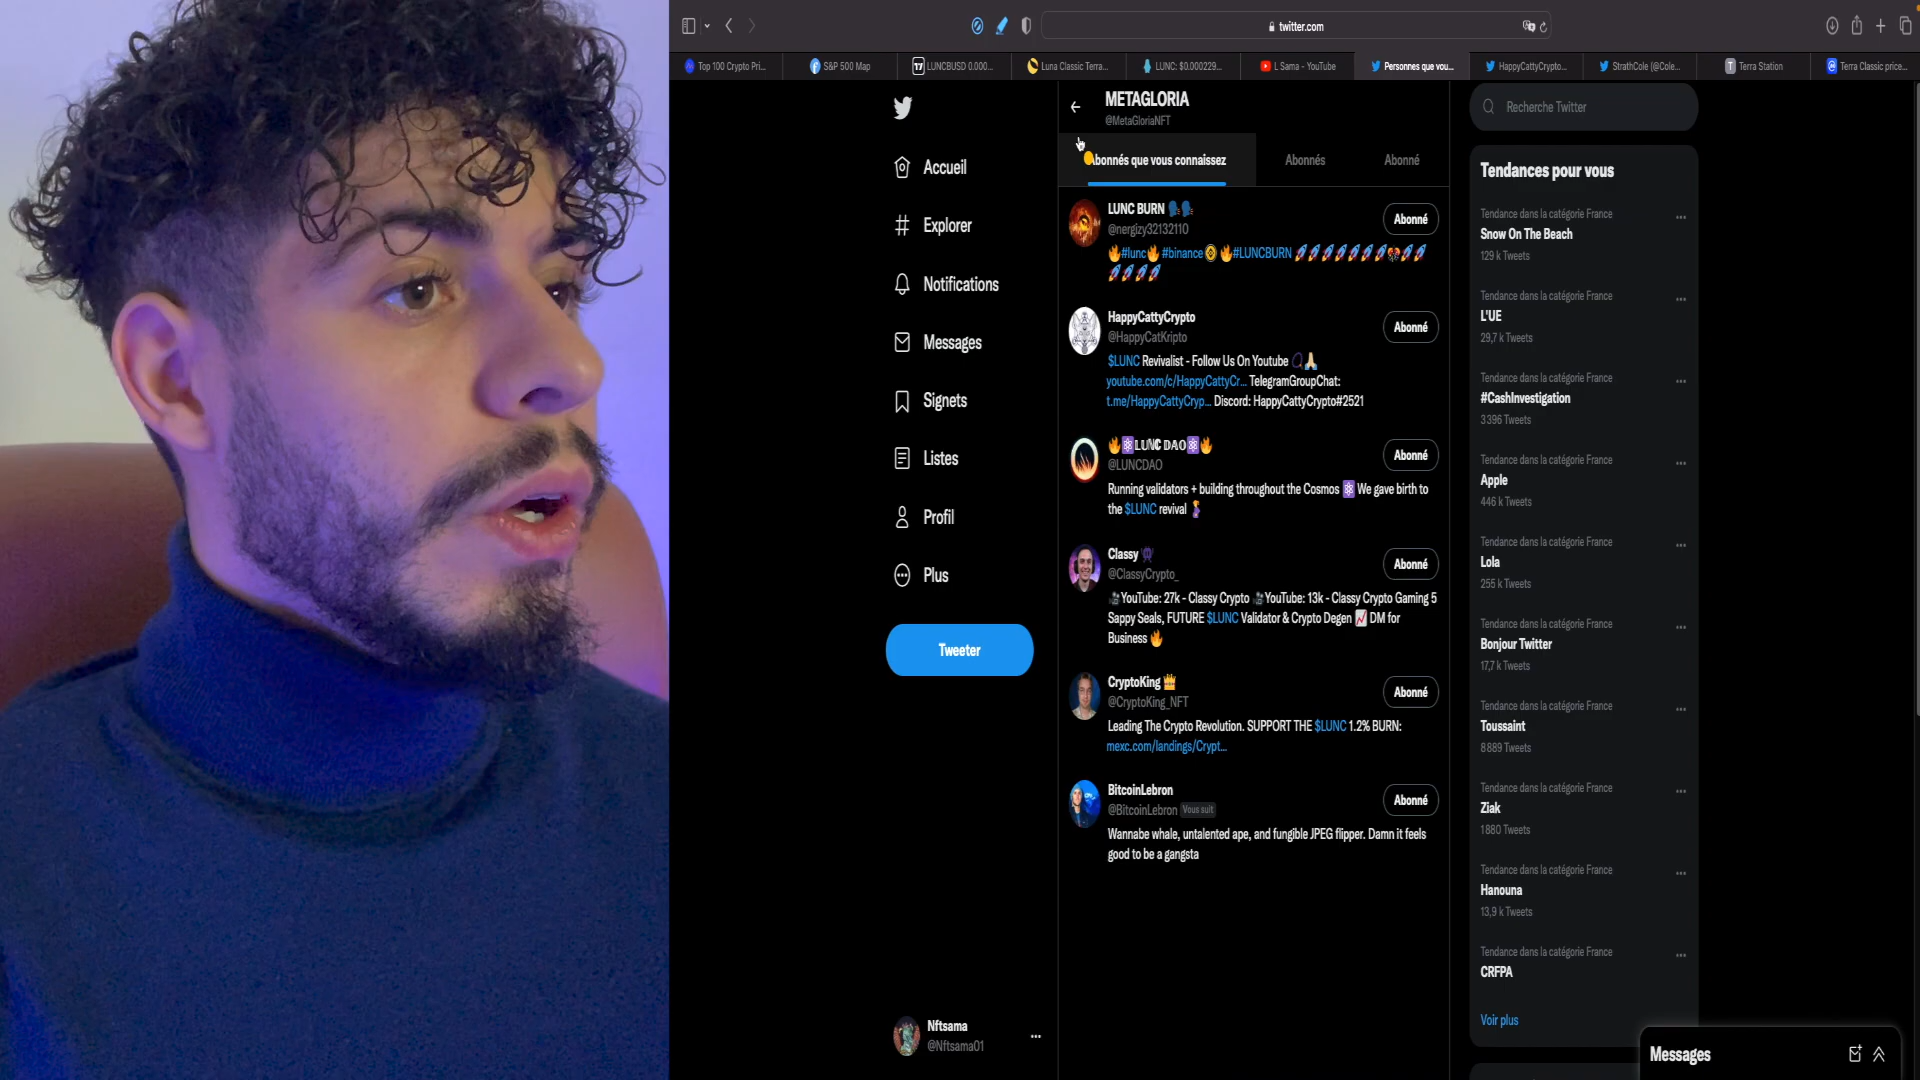 twitter.com
Top 100 Crypto Pri...
S&P 500 Map
LUNCBUSD 0.000...
Luna Classic Terra...
LUNC: $0.000229...
L Sama - YouTube
Personnes que vou...
HappyCattyCrypto...
StrathCole (@Cole...
Terra Station
Terra Classic price...
Accueil
Explorer
Notifications
Messages
Signets
Listes
Profil
Plus
Tweeter
Nftsama
@Nftsama01
METAGLORIA
@MetaGloriaNFT
Abonnés que vous connaissez
Abonnés
Abonné
LUNC BURN 🗣️🗣️
@nergizy32132110
Abonné
🔥#lunc🔥 #binance 🔥#LUNCBURN 🚀🚀🚀🚀🚀🚀🚀🚀🚀
🚀🚀🚀🚀
HappyCattyCrypto
@HappyCatKripto
Abonné
$LUNC Revivalist - Follow Us On Youtube 📿🙏🏼
youtube.com/c/HappyCattyCr... TelegramGroupChat:
t.me/HappyCattyCryp... Discord: HappyCattyCrypto#2521
🔥⚛️𝕃𝕌ℕℂ 𝔻𝔸𝕆⚛️🔥
@LUNCDAO
Abonné
Running validators + building throughout the Cosmos ⚛️ We gave birth to
the $LUNC revival 🤰
Classy
@ClassyCrypto_
Abonné
🎥YouTube: 27k - Classy Crypto 🎥YouTube: 13k - Classy Crypto Gaming 5
Sappy Seals, FUTURE $LUNC Validator & Crypto Degen 📈 DM for
Business 🔥
CryptoKing 👑
@CryptoKing_NFT
Abonné
Leading The Crypto Revolution. SUPPORT THE $LUNC 1.2% BURN:
mexc.com/landings/Crypt...
BitcoinLebron
@BitcoinLebron Vous suit
Abonné
Wannabe whale, untalented ape, and fungible JPEG flipper. Damn it feels
good to be a gangsta
Recherche Twitter
Tendances pour vous
Tendance dans la catégorie France
Snow On The Beach
129 k Tweets
Tendance dans la catégorie France
L'UE
29,7 k Tweets
Tendance dans la catégorie France
#CashInvestigation
3 396 Tweets
Tendance dans la catégorie France
Apple
446 k Tweets
Tendance dans la catégorie France
Lola
255 k Tweets
Tendance dans la catégorie France
Bonjour Twitter
17,7 k Tweets
Tendance dans la catégorie France
Toussaint
8 889 Tweets
Tendance dans la catégorie France
Ziak
1 880 Tweets
Tendance dans la catégorie France
Hanouna
13,9 k Tweets
Tendance dans la catégorie France
CRFPA
Voir plus
Messages